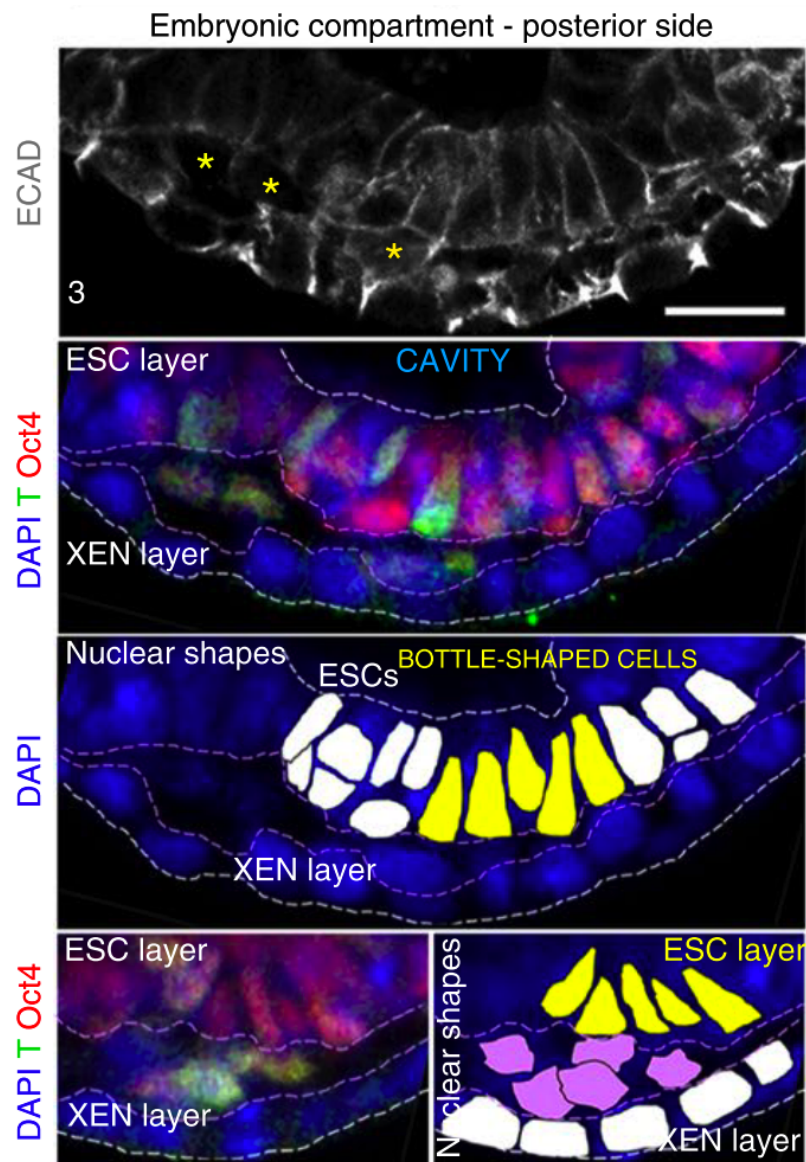 Embryonic compartment - posterior side
ECAD
* * *
3
DAPI T Oct4
ESC layer
CAVITY
XEN layer
DAPI
Nuclear shapes
BOTTLE-SHAPED CELLS
ESCs
XEN layer
DAPI T Oct4
ESC layer
XEN layer
Nuclear shapes
ESC layer
XEN layer